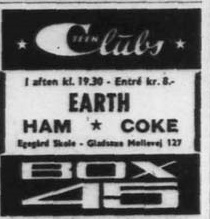 TEEN Clubs
I aften kl. 19.30 - Entré kr. 8.-
EARTH
HAM ★ COKE
Egegård Skole - Gladsaxe Møllevej 127
BOX
45